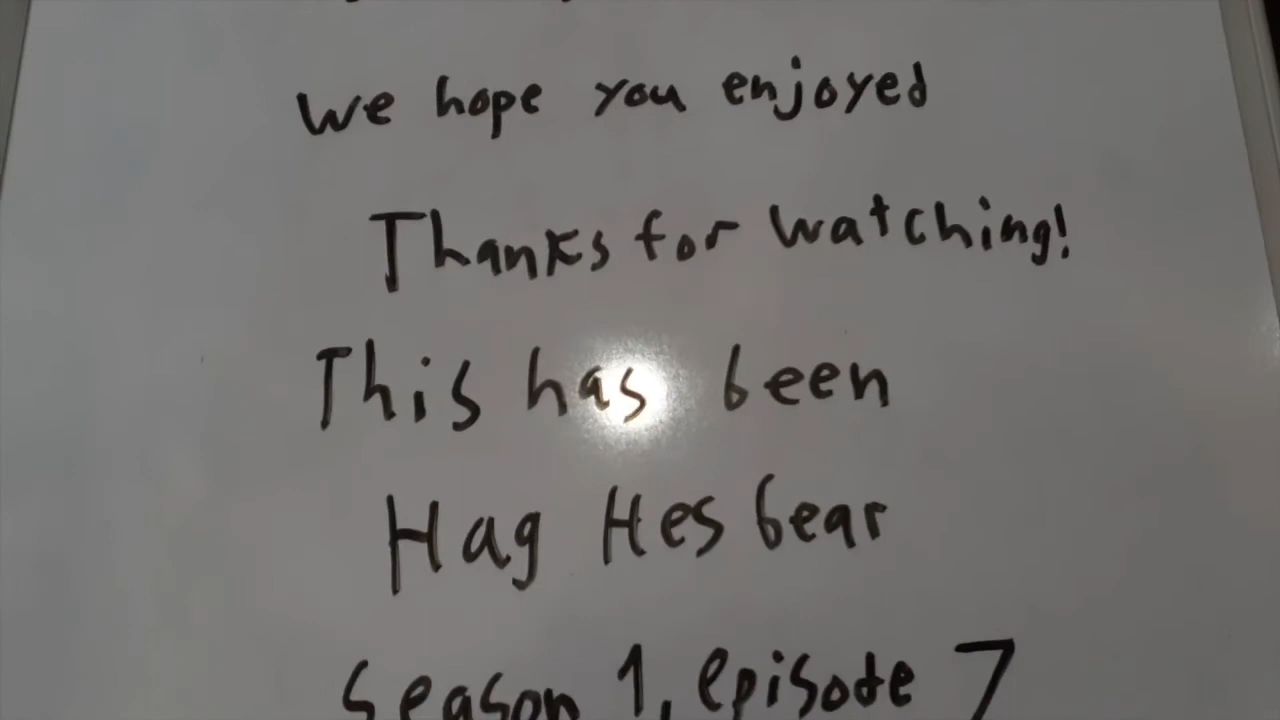 We hope you enjoyed
Thanks for watching!
This has been
Hag Hes bear
Season 1, episode 7